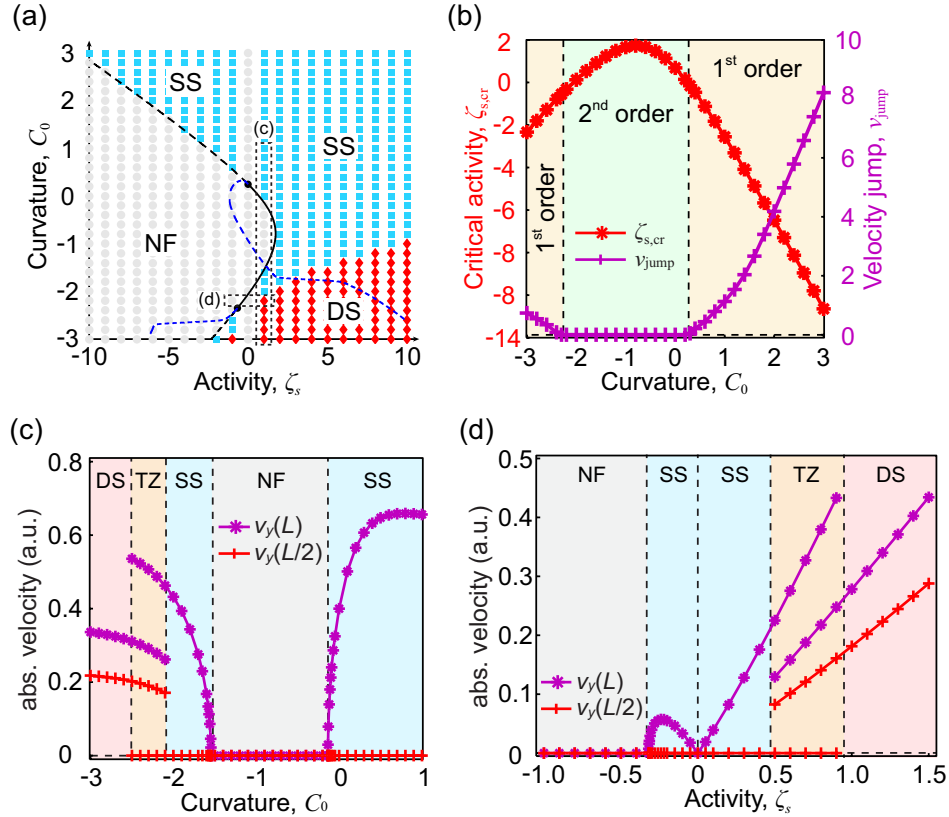 (a)
3
2
1
0
-1
-2
-3
Curvature, C₀
SS
SS
NF
DS
(c)
(d)
-10
-5
0
5
10
Activity, ζₛ
(b)
2
0
-2
-4
-6
-8
-14
Critical activity, ζs,cr
1st order
2nd order
1st order
ζs,cr
vjump
10
8
6
4
2
0
Velocity jump, vjump
-3
-2
-1
0
1
2
3
Curvature, C₀
(c)
0.8
0.6
0.4
0.2
0
abs. velocity (a.u.)
DS
TZ
SS
NF
SS
vy(L)
vy(L/2)
-3
-2
-1
0
1
Curvature, C₀
(d)
0.5
0.4
0.3
0.2
0.1
0
abs. velocity (a.u.)
NF
SS
SS
TZ
DS
vy(L)
vy(L/2)
-1.0
-0.5
0
0.5
1.0
1.5
Activity, ζₛ